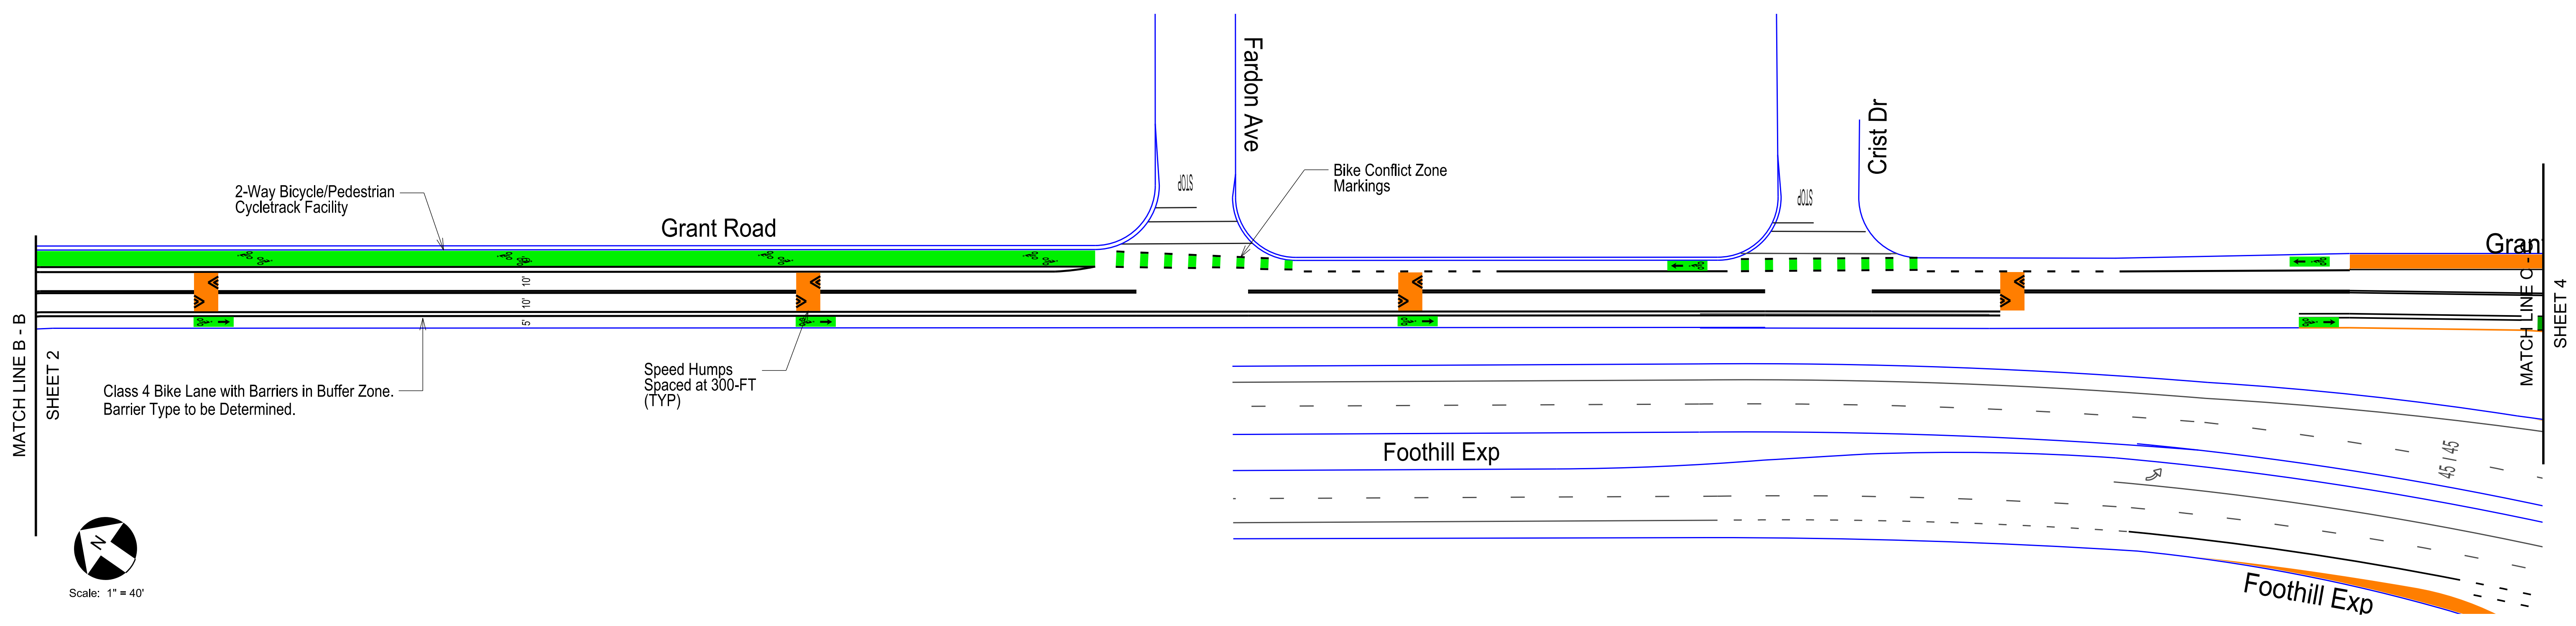 Fardon Ave
Crist Dr
Bike Conflict Zone
Markings
STOP
STOP
2-Way Bicycle/Pedestrian
Cycletrack Facility
Grant Road
Gran
10'
10'
5'
MATCH LINE B - B
SHEET 2
MATCH LINE C - C
SHEET 4
Class 4 Bike Lane with Barriers in Buffer Zone.
Barrier Type to be Determined.
Speed Humps
Spaced at 300-FT
(TYP)
Foothill Exp
45 | 45
N
Scale: 1" = 40'
Foothill Exp